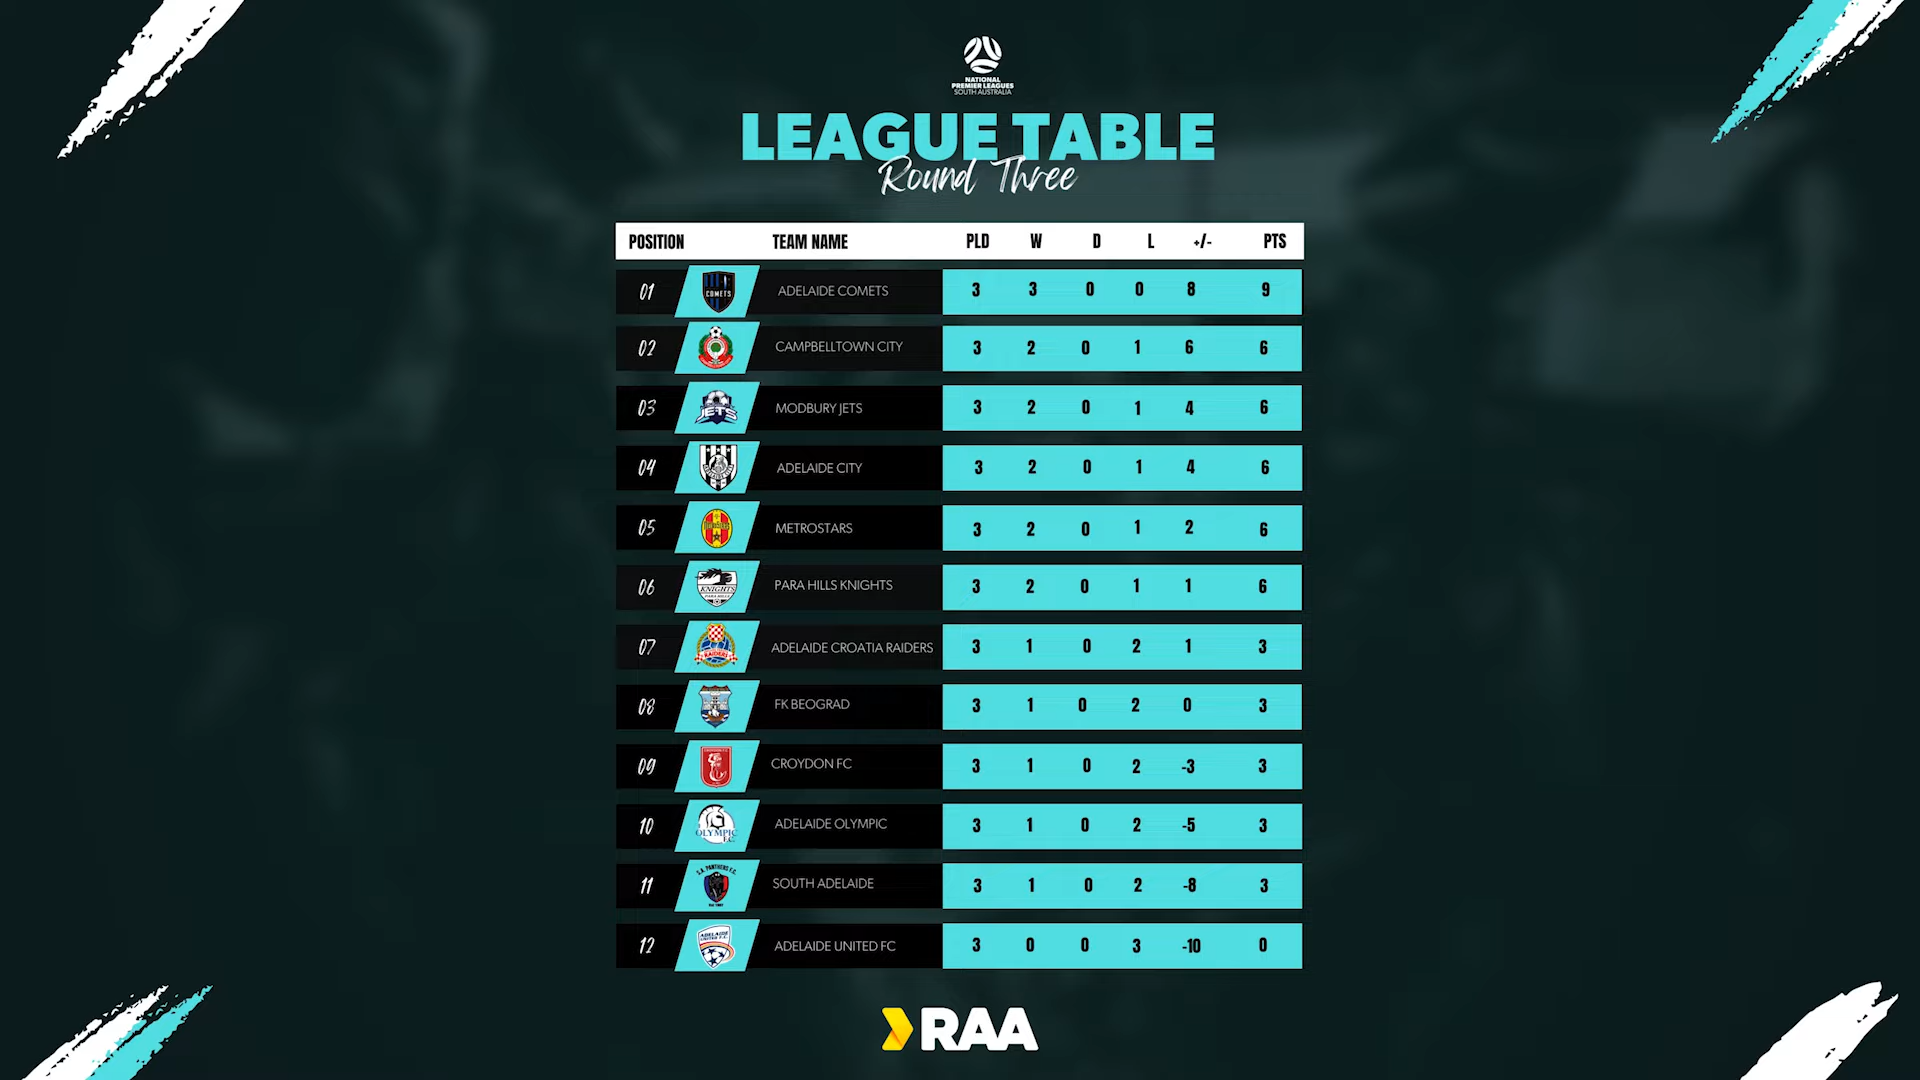 NATIONAL
PREMIER LEAGUES
SOUTH AUSTRALIA
LEAGUE TABLE
Round Three
POSITION TEAM NAME PLD W D L +/- PTS
01 COMETS ADELAIDE COMETS 3 3 0 0 8 9
02 CAMPBELLTOWN CITY 3 2 0 1 6 6
03 JETS MODBURY JETS 3 2 0 1 4 6
04 ADELAIDE CITY 3 2 0 1 4 6
05 METROSTARS 3 2 0 1 2 6
06 KNIGHTS PARA HILLS PARA HILLS KNIGHTS 3 2 0 1 1 6
07 RAIDERS ADELAIDE CROATIA RAIDERS 3 1 0 2 1 3
08 FK BEOGRAD 3 1 0 2 0 3
09 CROYDON FC 3 1 0 2 -3 3
10 OLYMPIC F.C. ADELAIDE OLYMPIC 3 1 0 2 -5 3
11 S.A. PANTHERS F.C. SOUTH ADELAIDE 3 1 0 2 -8 3
12 ADELAIDE UNITED F.C. ADELAIDE UNITED FC 3 0 0 3 -10 0
RAA